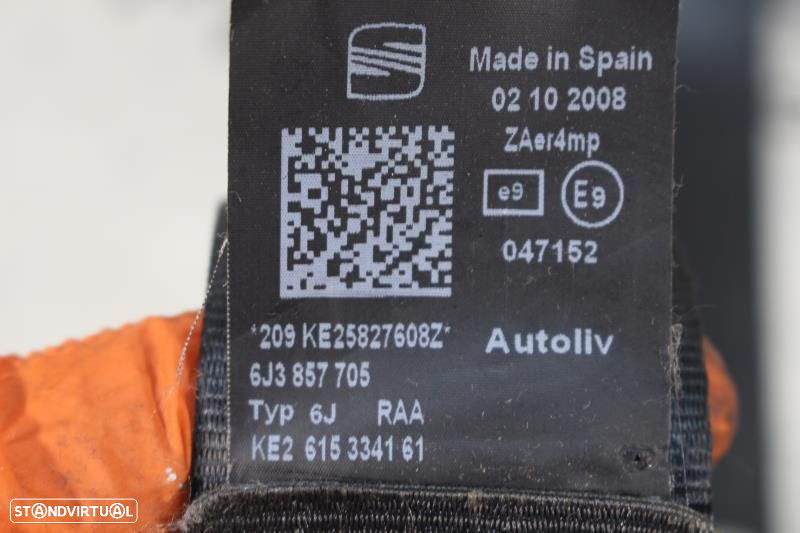 Made in Spain
02 10 2008
ZAer4mp
e9 E9
047152
*209 KE25827608Z*
Autoliv
6J3 857 705
Typ 6J RAA
KE2 615 3341 61
STANDVIRTUAL